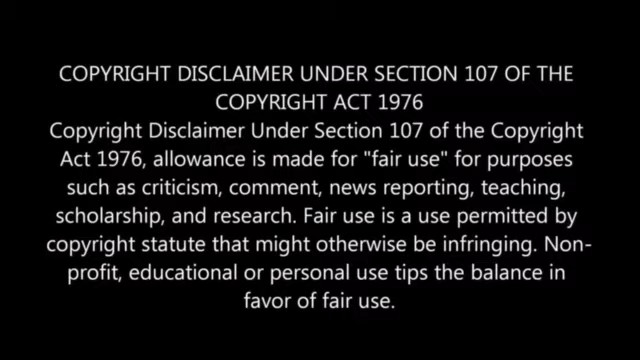 COPYRIGHT DISCLAIMER UNDER SECTION 107 OF THE
COPYRIGHT ACT 1976
Copyright Disclaimer Under Section 107 of the Copyright
Act 1976, allowance is made for "fair use" for purposes
such as criticism, comment, news reporting, teaching,
scholarship, and research. Fair use is a use permitted by
copyright statute that might otherwise be infringing. Non-
profit, educational or personal use tips the balance in
favor of fair use.